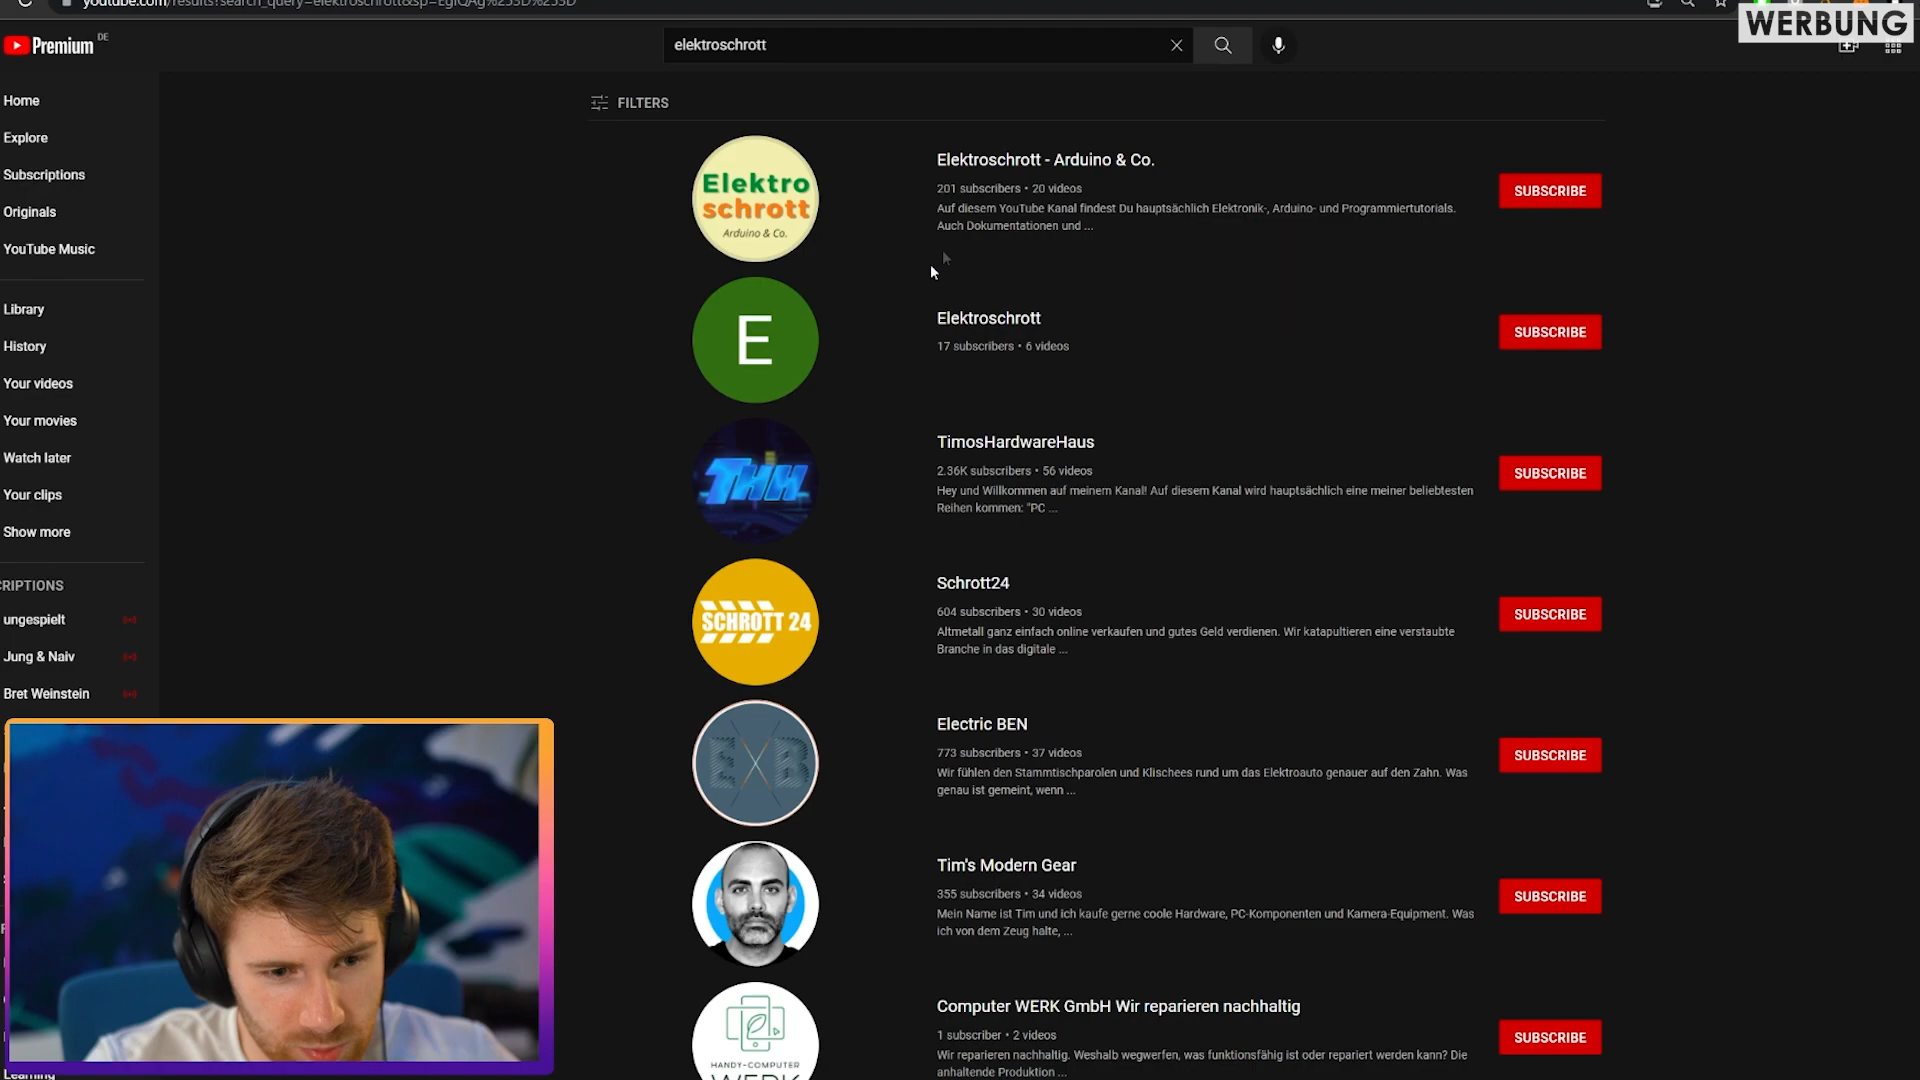 WERBUNG
Premium DE
elektroschrott
Home
Explore
Subscriptions
Originals
YouTube Music
Library
History
Your videos
Your movies
Watch later
Your clips
Show more
CRIPTIONS
ungespielt
Jung & Naiv
Bret Weinstein
FILTERS
Elektro
schrott
Arduino & Co.
Elektroschrott - Arduino & Co.
201 subscribers • 20 videos
Auf diesem YouTube Kanal findest Du hauptsächlich Elektronik-, Arduino- und Programmiertutorials.
Auch Dokumentationen und ...
SUBSCRIBE
E
Elektroschrott
17 subscribers • 6 videos
SUBSCRIBE
THH
TimosHardwareHaus
2.36K subscribers • 56 videos
Hey und Willkommen auf meinem Kanal! Auf diesem Kanal wird hauptsächlich eine meiner beliebtesten
Reihen kommen: "PC ...
SUBSCRIBE
SCHROTT 24
Schrott24
604 subscribers • 30 videos
Altmetall ganz einfach online verkaufen und gutes Geld verdienen. Wir katapultieren eine verstaubte
Branche in das digitale ...
SUBSCRIBE
E X B
Electric BEN
773 subscribers • 37 videos
Wir fühlen den Stammtischparolen und Klischees rund um das Elektroauto genauer auf den Zahn. Was
genau ist gemeint, wenn ...
SUBSCRIBE
Tim's Modern Gear
355 subscribers • 34 videos
Mein Name ist Tim und ich kaufe gerne coole Hardware, PC-Komponenten und Kamera-Equipment. Was
ich von dem Zeug halte, ...
SUBSCRIBE
HANDY-COMPUTER
WERK
Computer WERK GmbH Wir reparieren nachhaltig
1 subscriber • 2 videos
Wir reparieren nachhaltig. Weshalb wegwerfen, was funktionsfähig ist oder repariert werden kann? Die
anhaltende Produktion ...
SUBSCRIBE
Learning